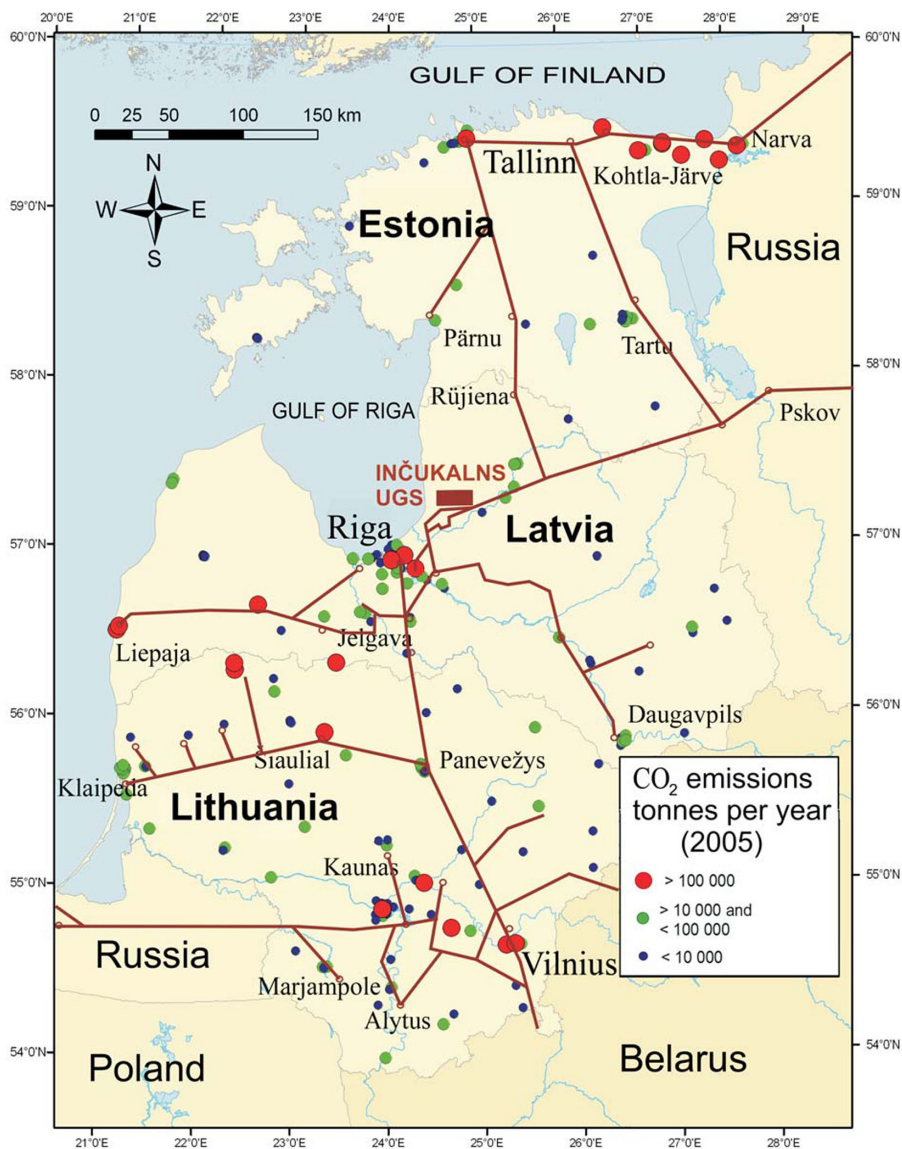 20°0'E 21°0'E 22°0'E 23°0'E 24°0'E 25°0'E 26°0'E 27°0'E 28°0'E 29°0'E
60°0'N
60°0'N
GULF OF FINLAND
0 25 50 100 150 km
N
W E
S
Tallinn
Narva
Kohtla-Järve
59°0'N
59°0'N
Estonia
Russia
Pärnu
Tartu
58°0'N
58°0'N
Rüjiena
GULF OF RIGA
Pskov
INČUKALNS
UGS
Riga
Latvia
57°0'N
57°0'N
Jelgava
Liepaja
56°0'N
56°0'N
Daugavpils
Siaulial
Panevežys
Klaipeda
Lithuania
CO2 emissions
tonnes per year
(2005)
> 100 000
> 10 000 and
< 100 000
< 10 000
Kaunas
55°0'N
55°0'N
Russia
Vilnius
Marjampole
Alytus
54°0'N
54°0'N
Poland
Belarus
21°0'E 22°0'E 23°0'E 24°0'E 25°0'E 26°0'E 27°0'E 28°0'E